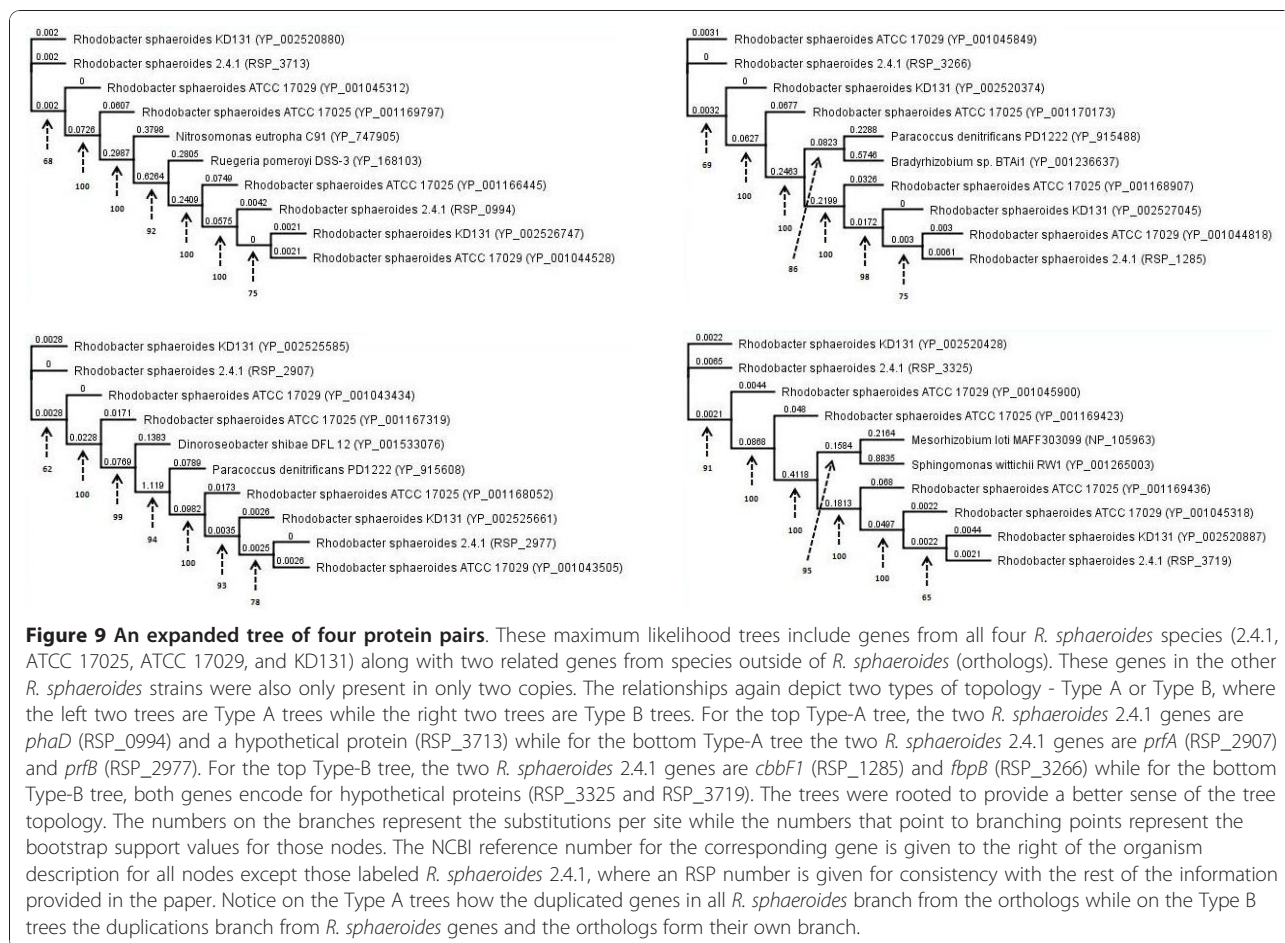 0.002
Rhodobacter sphaeroides KD131 (YP_002520880)
0.002
Rhodobacter sphaeroides 2.4.1 (RSP_3713)
0
Rhodobacter sphaeroides ATCC 17029 (YP_001045312)
0.002
0.0607
Rhodobacter sphaeroides ATCC 17025 (YP_001169797)
0.0726
0.3798
Nitrosomonas eutropha C91 (YP_747905)
68
0.2987
0.2805
Ruegeria pomeroyi DSS-3 (YP_168103)
100
0.6264
0.0749
Rhodobacter sphaeroides ATCC 17025 (YP_001166445)
100
0.2409
0.0042
Rhodobacter sphaeroides 2.4.1 (RSP_0994)
92
0.0575
0.0021
Rhodobacter sphaeroides KD131 (YP_002526747)
100
0
0.0021
Rhodobacter sphaeroides ATCC 17029 (YP_001044528)
100
75
0.0031
Rhodobacter sphaeroides ATCC 17029 (YP_001045849)
0
Rhodobacter sphaeroides 2.4.1 (RSP_3266)
0
Rhodobacter sphaeroides KD131 (YP_002520374)
0.0032
0.0677
Rhodobacter sphaeroides ATCC 17025 (YP_001170173)
0.0627
0.2288
Paracoccus denitrificans PD1222 (YP_915488)
0.0823
69
0.5746
Bradyrhizobium sp. BTAi1 (YP_001236637)
0.2463
100
0.0326
Rhodobacter sphaeroides ATCC 17025 (YP_001168907)
0.2199
0
Rhodobacter sphaeroides KD131 (YP_002527045)
100
0.0172
0.003
Rhodobacter sphaeroides ATCC 17029 (YP_001044818)
100
0.003
0.0061
Rhodobacter sphaeroides 2.4.1 (RSP_1285)
86
98
75
0.0028
Rhodobacter sphaeroides KD131 (YP_002525585)
0
Rhodobacter sphaeroides 2.4.1 (RSP_2907)
0
Rhodobacter sphaeroides ATCC 17029 (YP_001043434)
0.0028
0.0171
Rhodobacter sphaeroides ATCC 17025 (YP_001167319)
0.0228
0.1383
Dinoroseobacter shibae DFL 12 (YP_001533076)
62
0.0769
0.0789
Paracoccus denitrificans PD1222 (YP_915608)
100
1.119
0.0173
Rhodobacter sphaeroides ATCC 17025 (YP_001168052)
99
0.0982
0.0026
Rhodobacter sphaeroides KD131 (YP_002525661)
94
0.0035
0
Rhodobacter sphaeroides 2.4.1 (RSP_2977)
100
0.0025
0.0026
Rhodobacter sphaeroides ATCC 17029 (YP_001043505)
93
78
0.0022
Rhodobacter sphaeroides KD131 (YP_002520428)
0.0065
Rhodobacter sphaeroides 2.4.1 (RSP_3325)
0.0044
Rhodobacter sphaeroides ATCC 17029 (YP_001045900)
0.0021
0.048
Rhodobacter sphaeroides ATCC 17025 (YP_001169423)
0.0868
0.2164
Mesorhizobium loti MAFF303099 (NP_105963)
0.1584
91
0.8835
Sphingomonas wittichii RW1 (YP_001265003)
0.4118
100
0.068
Rhodobacter sphaeroides ATCC 17025 (YP_001169436)
0.1813
0.0022
Rhodobacter sphaeroides ATCC 17029 (YP_001045318)
100
0.0497
0.0044
Rhodobacter sphaeroides KD131 (YP_002520887)
100
0.0022
0.0021
Rhodobacter sphaeroides 2.4.1 (RSP_3719)
95
100
65
Figure 9 An expanded tree of four protein pairs. These maximum likelihood trees include genes from all four R. sphaeroides species (2.4.1,
ATCC 17025, ATCC 17029, and KD131) along with two related genes from species outside of R. sphaeroides (orthologs). These genes in the other
R. sphaeroides strains were also only present in only two copies. The relationships again depict two types of topology - Type A or Type B, where
the left two trees are Type A trees while the right two trees are Type B trees. For the top Type-A tree, the two R. sphaeroides 2.4.1 genes are
phaD (RSP_0994) and a hypothetical protein (RSP_3713) while for the bottom Type-A tree the two R. sphaeroides 2.4.1 genes are prfA (RSP_2907)
and prfB (RSP_2977). For the top Type-B tree, the two R. sphaeroides 2.4.1 genes are cbbF1 (RSP_1285) and fbpB (RSP_3266) while for the bottom
Type-B tree, both genes encode for hypothetical proteins (RSP_3325 and RSP_3719). The trees were rooted to provide a better sense of the tree
topology. The numbers on the branches represent the substitutions per site while the numbers that point to branching points represent the
bootstrap support values for those nodes. The NCBI reference number for the corresponding gene is given to the right of the organism
description for all nodes except those labeled R. sphaeroides 2.4.1, where an RSP number is given for consistency with the rest of the information
provided in the paper. Notice on the Type A trees how the duplicated genes in all R. sphaeroides branch from the orthologs while on the Type B
trees the duplications branch from R. sphaeroides genes and the orthologs form their own branch.